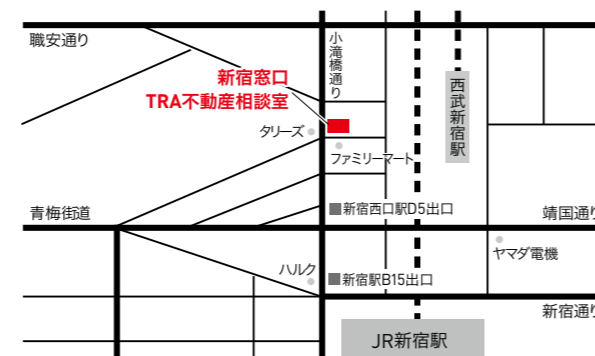 職安通り
小滝橋通り
新宿窓口
TRA不動産相談室
西武新宿駅
タリーズ
ファミリーマート
青梅街道
新宿西口駅D5出口
靖国通り
ヤマダ電機
ハルク
新宿駅B15出口
新宿通り
JR新宿駅